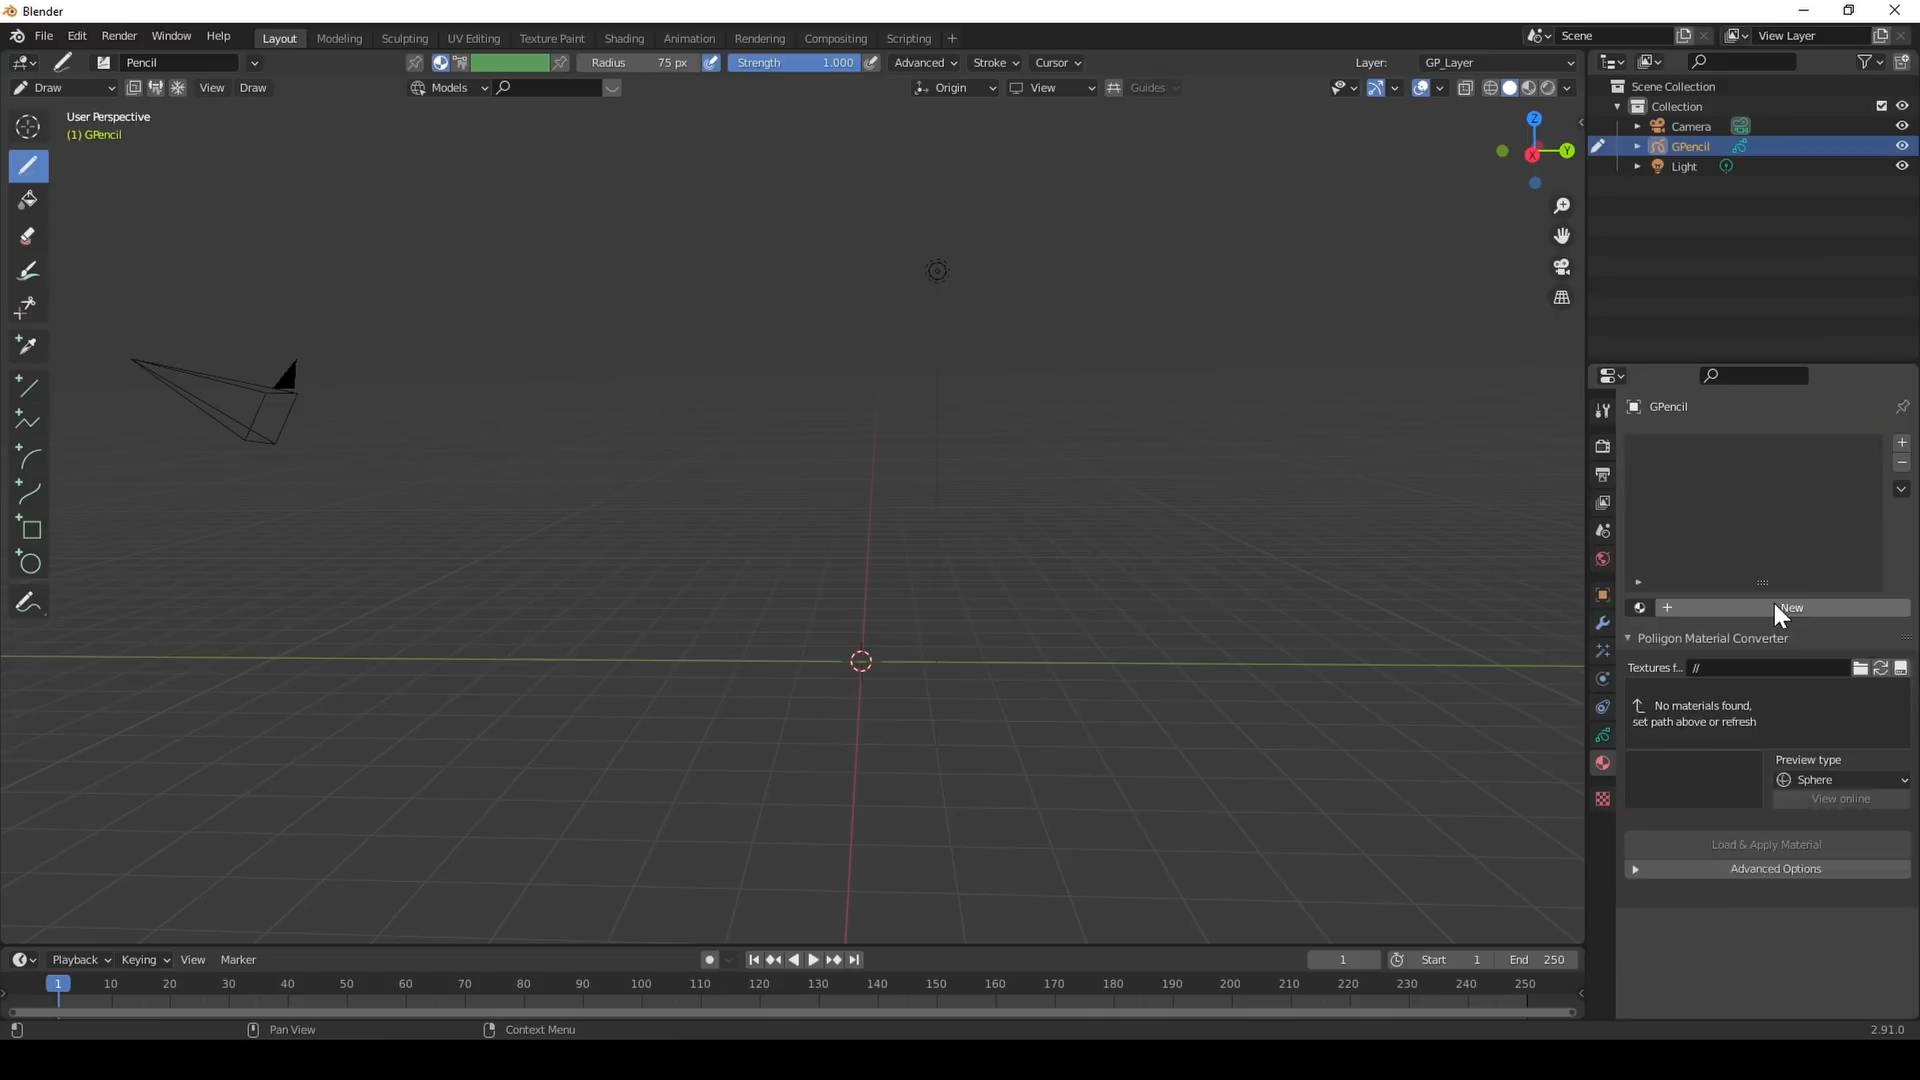 Blender
File Edit Render Window Help Layout Modeling Sculpting UV Editing Texture Paint Shading Animation Rendering Compositing Scripting + Scene View Layer
Pencil Radius 75 px Strength 1.000 Advanced Stroke Cursor Layer: GP_Layer
Draw View Draw Models Origin View Guides
User Perspective
(1) GPencil
Z
Y
X
Scene Collection
Collection
Camera
GPencil
Light
GPencil
+ New
Poliigon Material Converter
Textures f... //
No materials found,
set path above or refresh
Preview type
Sphere
View online
Load & Apply Material
Advanced Options
Playback Keying View Marker 1 Start 1 End 250
1 10 20 30 40 50 60 70 80 90 100 110 120 130 140 150 160 170 180 190 200 210 220 230 240 250
Pan View Context Menu 2.91.0